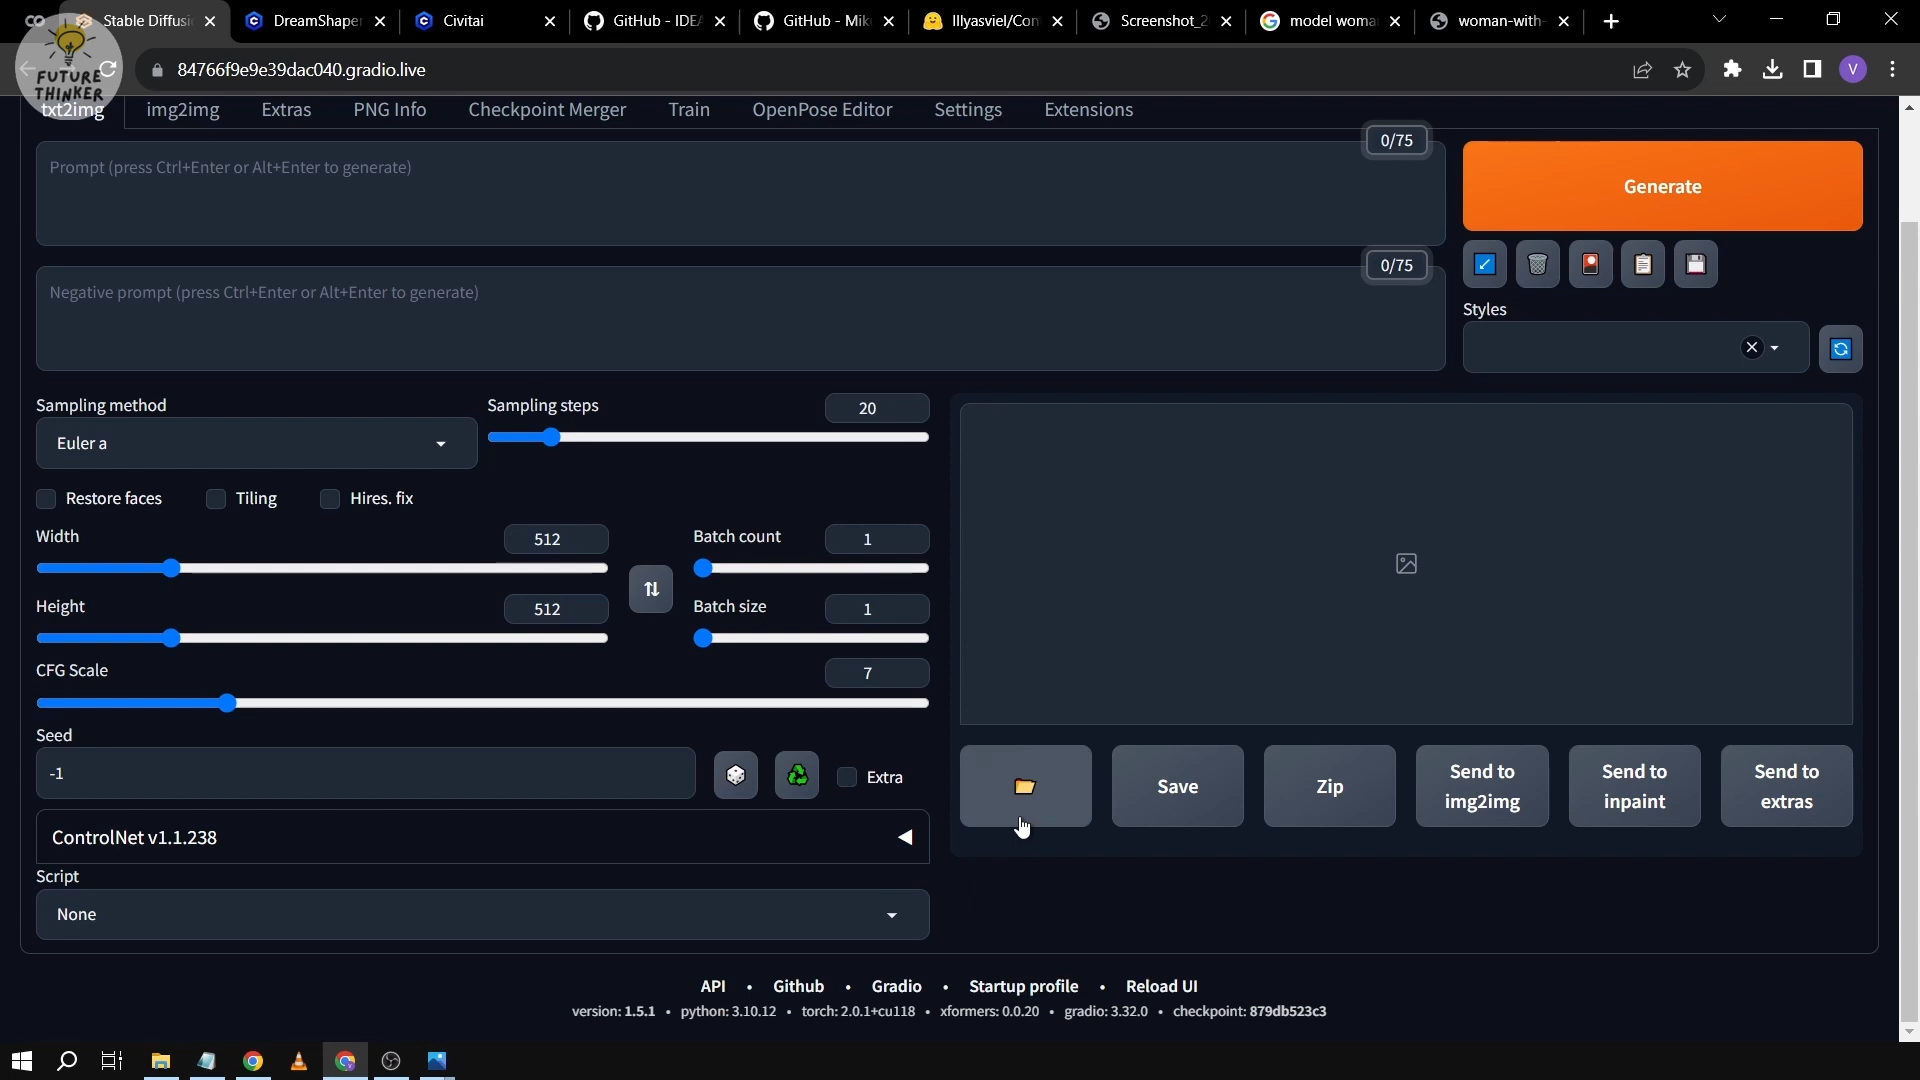 Stable Diffusi
DreamShaper
Civitai
GitHub - IDEA
GitHub - Mik
lllyasviel/Con
Screenshot_2
model woma
woman-with-
FUTURE
THINKER
84766f9e9e39dac040.gradio.live
V
txt2img
img2img
Extras
PNG Info
Checkpoint Merger
Train
OpenPose Editor
Settings
Extensions
0/75
Prompt (press Ctrl+Enter or Alt+Enter to generate)
Generate
0/75
Negative prompt (press Ctrl+Enter or Alt+Enter to generate)
Styles
Sampling method
Euler a
Sampling steps
20
Restore faces
Tiling
Hires. fix
Width
512
Batch count
1
Height
512
Batch size
1
CFG Scale
7
Seed
-1
Extra
Save
Zip
Send to
img2img
Send to
inpaint
Send to
extras
ControlNet v1.1.238
Script
None
API • Github • Gradio • Startup profile • Reload UI
version: 1.5.1 • python: 3.10.12 • torch: 2.0.1+cu118 • xformers: 0.0.20 • gradio: 3.32.0 • checkpoint: 879db523c3